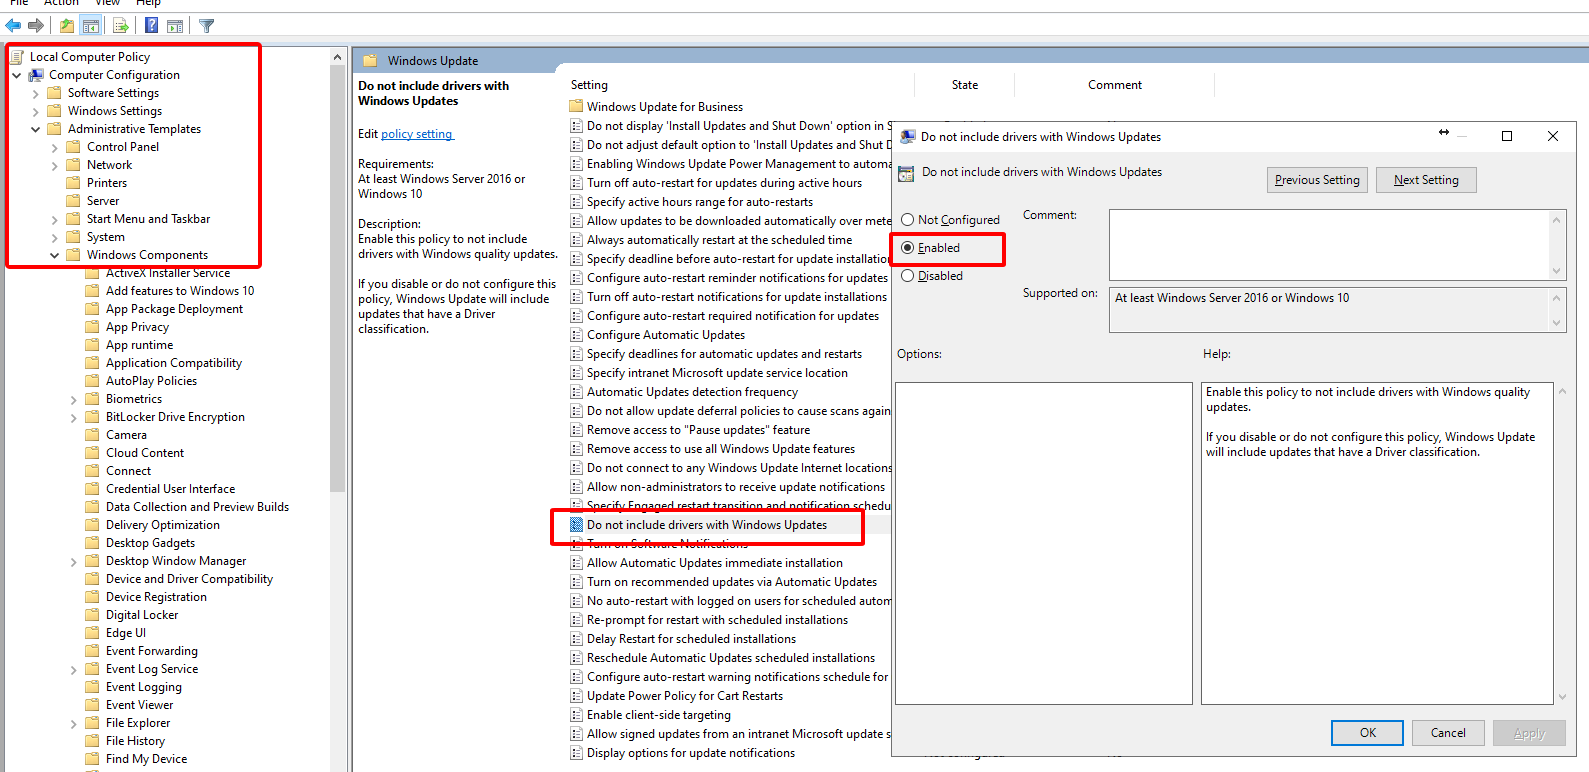 File Action View Help
Local Computer Policy
Computer Configuration
Software Settings
Windows Settings
Administrative Templates
Control Panel
Network
Printers
Server
Start Menu and Taskbar
System
Windows Components
ActiveX Installer Service
Add features to Windows 10
App Package Deployment
App Privacy
App runtime
Application Compatibility
AutoPlay Policies
Biometrics
BitLocker Drive Encryption
Camera
Cloud Content
Connect
Credential User Interface
Data Collection and Preview Builds
Delivery Optimization
Desktop Gadgets
Desktop Window Manager
Device and Driver Compatibility
Device Registration
Digital Locker
Edge UI
Event Forwarding
Event Log Service
Event Logging
Event Viewer
File Explorer
File History
Find My Device
Windows Update
Do not include drivers with
Windows Updates
Edit policy setting
Requirements:
At least Windows Server 2016 or
Windows 10
Description:
Enable this policy to not include
drivers with Windows quality updates.
If you disable or do not configure this
policy, Windows Update will include
updates that have a Driver
classification.
Setting State Comment
Windows Update for Business
Do not display 'Install Updates and Shut Down' option in S
Do not adjust default option to 'Install Updates and Shut D
Enabling Windows Update Power Management to automa
Turn off auto-restart for updates during active hours
Specify active hours range for auto-restarts
Allow updates to be downloaded automatically over mete
Always automatically restart at the scheduled time
Specify deadline before auto-restart for update installation
Configure auto-restart reminder notifications for updates
Turn off auto-restart notifications for update installations
Configure auto-restart required notification for updates
Configure Automatic Updates
Specify deadlines for automatic updates and restarts
Specify intranet Microsoft update service location
Automatic Updates detection frequency
Do not allow update deferral policies to cause scans again
Remove access to "Pause updates" feature
Remove access to use all Windows Update features
Do not connect to any Windows Update Internet locations
Allow non-administrators to receive update notifications
Specify Engaged restart transition and notification schedu
Do not include drivers with Windows Updates
Turn on Software Notifications
Allow Automatic Updates immediate installation
Turn on recommended updates via Automatic Updates
No auto-restart with logged on users for scheduled autom
Re-prompt for restart with scheduled installations
Delay Restart for scheduled installations
Reschedule Automatic Updates scheduled installations
Configure auto-restart warning notifications schedule for
Update Power Policy for Cart Restarts
Enable client-side targeting
Allow signed updates from an intranet Microsoft update s
Display options for update notifications
Do not include drivers with Windows Updates
Do not include drivers with Windows Updates
Previous Setting Next Setting
Not Configured
Enabled
Disabled
Comment:
Supported on:
At least Windows Server 2016 or Windows 10
Options:
Help:
Enable this policy to not include drivers with Windows quality
updates.
If you disable or do not configure this policy, Windows Update
will include updates that have a Driver classification.
OK Cancel Apply